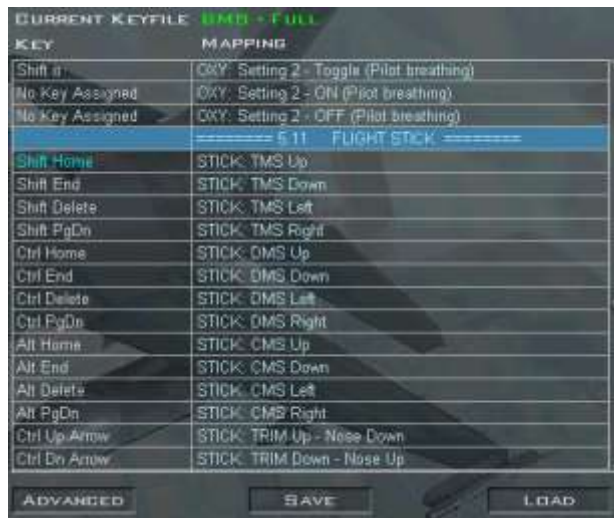 CURRENT KEYFILE BMS - FULL
KEY MAPPING
OXY: Setting 2 - Toggle (Pilot breathing)
No Key Assigned OXY: Setting 2 - ON (Pilot breathing)
No Key Assigned OXY: Setting 2 - OFF (Pilot breathing)
======== 5.11 FLIGHT STICK ========
Shift Home STICK: TMS Up
Shift End STICK: TMS Down
Shift Delete STICK: TMS Left
Shift PgDn STICK: TMS Right
Ctrl Home STICK: DMS Up
Ctrl End STICK: DMS Down
Ctrl Delete STICK: DMS Left
Ctrl PgDn STICK: DMS Right
Alt Home STICK: CMS Up
Alt End STICK: CMS Down
Alt Delete STICK: CMS Left
Alt PgDn STICK: CMS Right
Ctrl Up Arrow STICK: TRIM Up - Nose Down
Ctrl Dn Arrow STICK: TRIM Down - Nose Up
ADVANCED SAVE LOAD